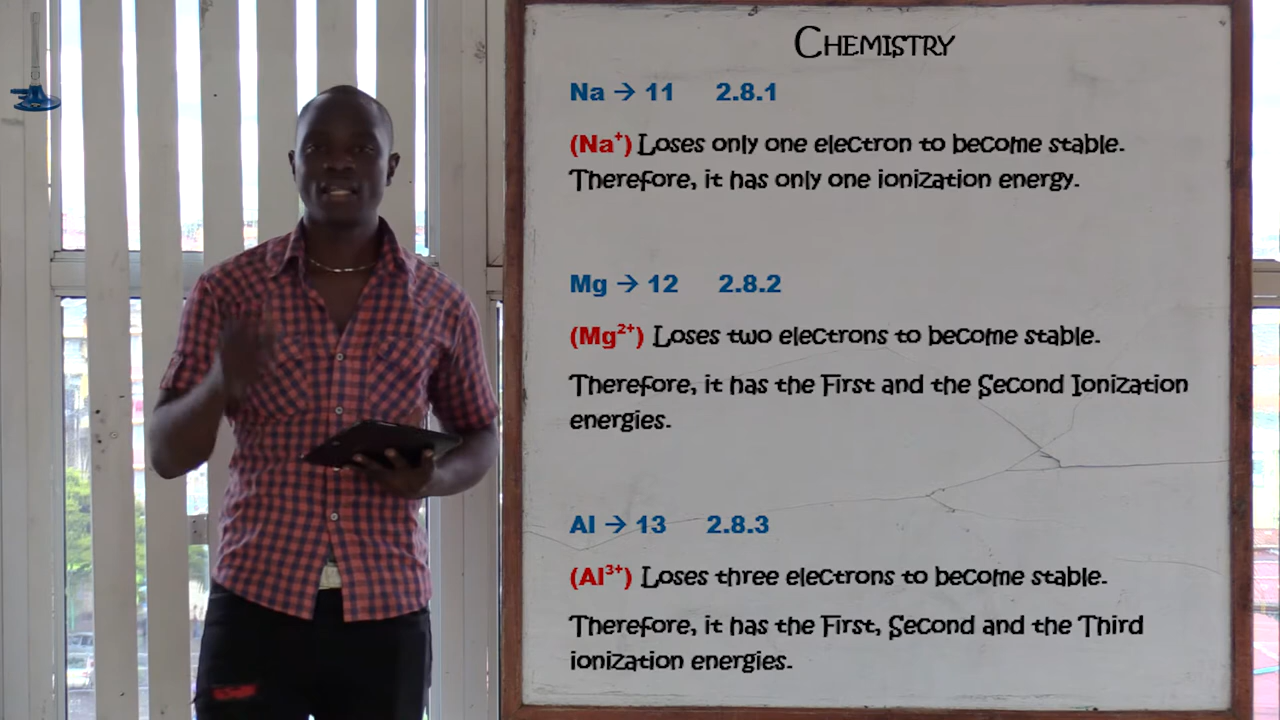 CHEMISTRY
Na → 11 2.8.1
(Na⁺) Loses only one electron to become stable.
Therefore, it has only one ionization energy.
Mg → 12 2.8.2
(Mg²⁺) Loses two electrons to become stable.
Therefore, it has the First and the Second Ionization
energies.
Al → 13 2.8.3
(Al³⁺) Loses three electrons to become stable.
Therefore, it has the First, Second and the Third
ionization energies.